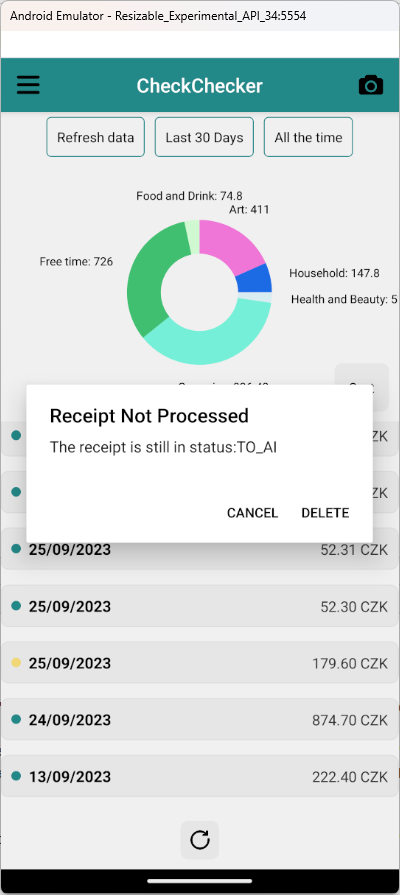 Android Emulator - Resizable_Experimental_API_34:5554
CheckChecker
Refresh data
Last 30 Days
All the time
Food and Drink: 74.8
Art: 411
Free time: 726
Household: 147.8
Health and Beauty: 5
Receipt Not Processed
The receipt is still in status:TO_AI
CANCEL
DELETE
25/09/2023 52.31 CZK
25/09/2023 52.30 CZK
25/09/2023 179.60 CZK
24/09/2023 874.70 CZK
13/09/2023 222.40 CZK